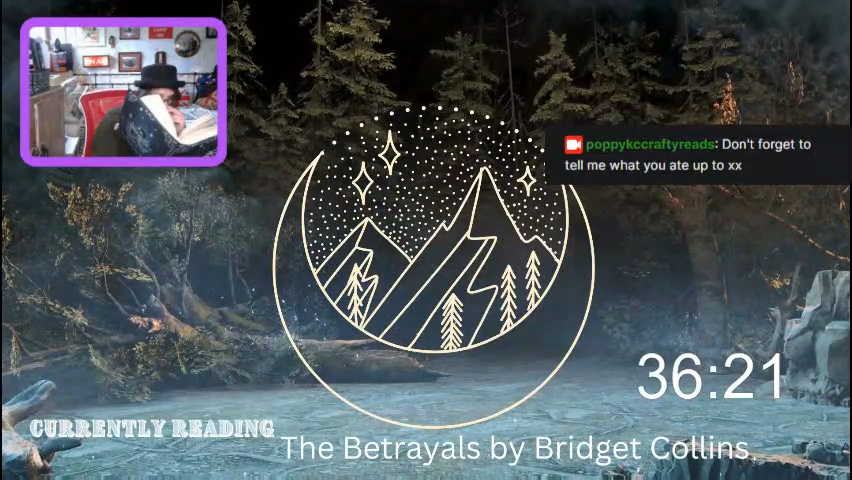 poppykccraftyreads: Don't forget to
tell me what you ate up to xx
36:21
CURRENTLY READING
The Betrayals by Bridget Collins